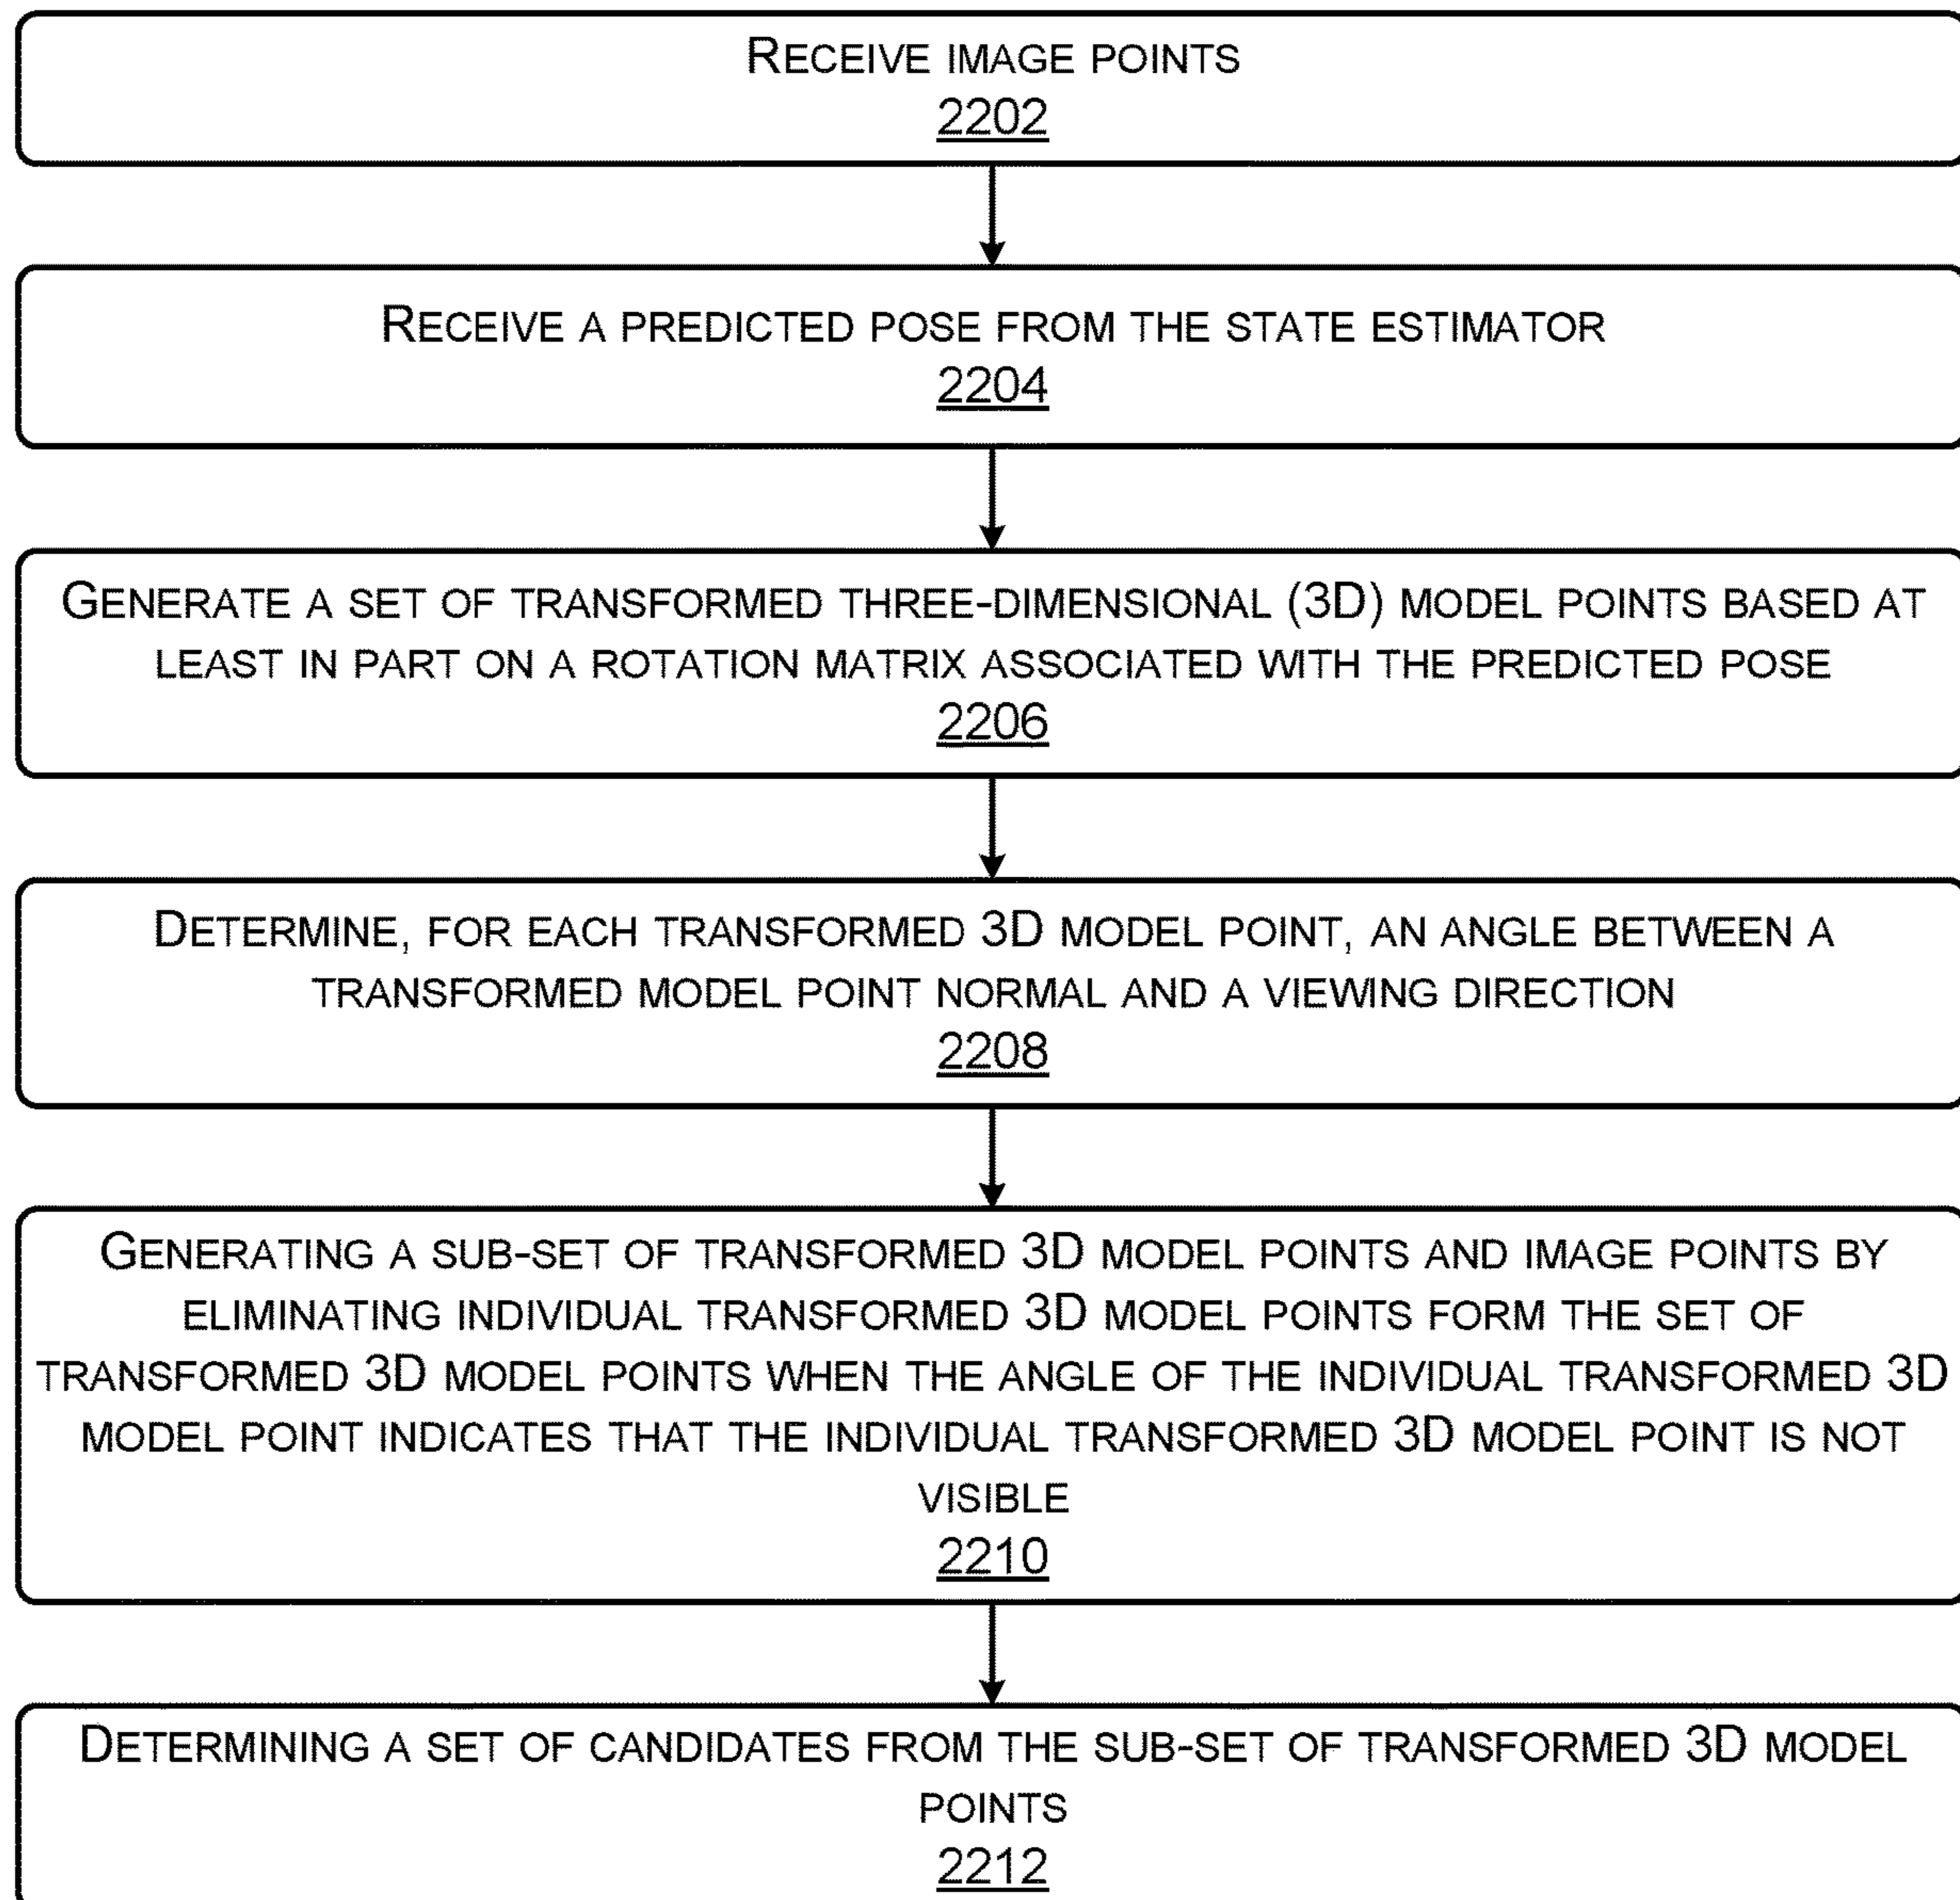 RECEIVE IMAGE POINTS
2202
RECEIVE A PREDICTED POSE FROM THE STATE ESTIMATOR
2204
GENERATE A SET OF TRANSFORMED THREE-DIMENSIONAL (3D) MODEL POINTS BASED AT
LEAST IN PART ON A ROTATION MATRIX ASSOCIATED WITH THE PREDICTED POSE
2206
DETERMINE, FOR EACH TRANSFORMED 3D MODEL POINT, AN ANGLE BETWEEN A
TRANSFORMED MODEL POINT NORMAL AND A VIEWING DIRECTION
2208
GENERATING A SUB-SET OF TRANSFORMED 3D MODEL POINTS AND IMAGE POINTS BY
ELIMINATING INDIVIDUAL TRANSFORMED 3D MODEL POINTS FORM THE SET OF
TRANSFORMED 3D MODEL POINTS WHEN THE ANGLE OF THE INDIVIDUAL TRANSFORMED 3D
MODEL POINT INDICATES THAT THE INDIVIDUAL TRANSFORMED 3D MODEL POINT IS NOT
VISIBLE
2210
DETERMINING A SET OF CANDIDATES FROM THE SUB-SET OF TRANSFORMED 3D MODEL
POINTS
2212